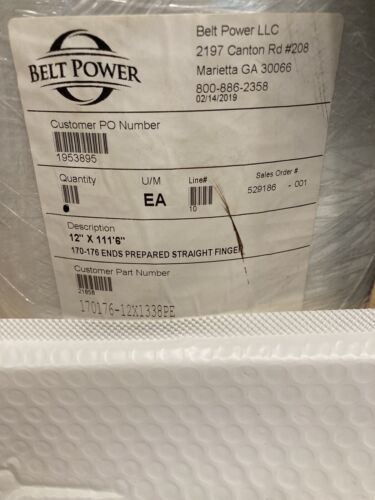 BELT POWER
Belt Power LLC
2197 Canton Rd #208
Marietta GA 30066
800-886-2358
02/14/2019
Customer PO Number
1953895
Quantity
U/M
EA
Line#
10
Sales Order #
529186 - 001
Description
12" X 111'6"
170-176 ENDS PREPARED STRAIGHT FINGER
Customer Part Number
21658
170176-12X1338PE